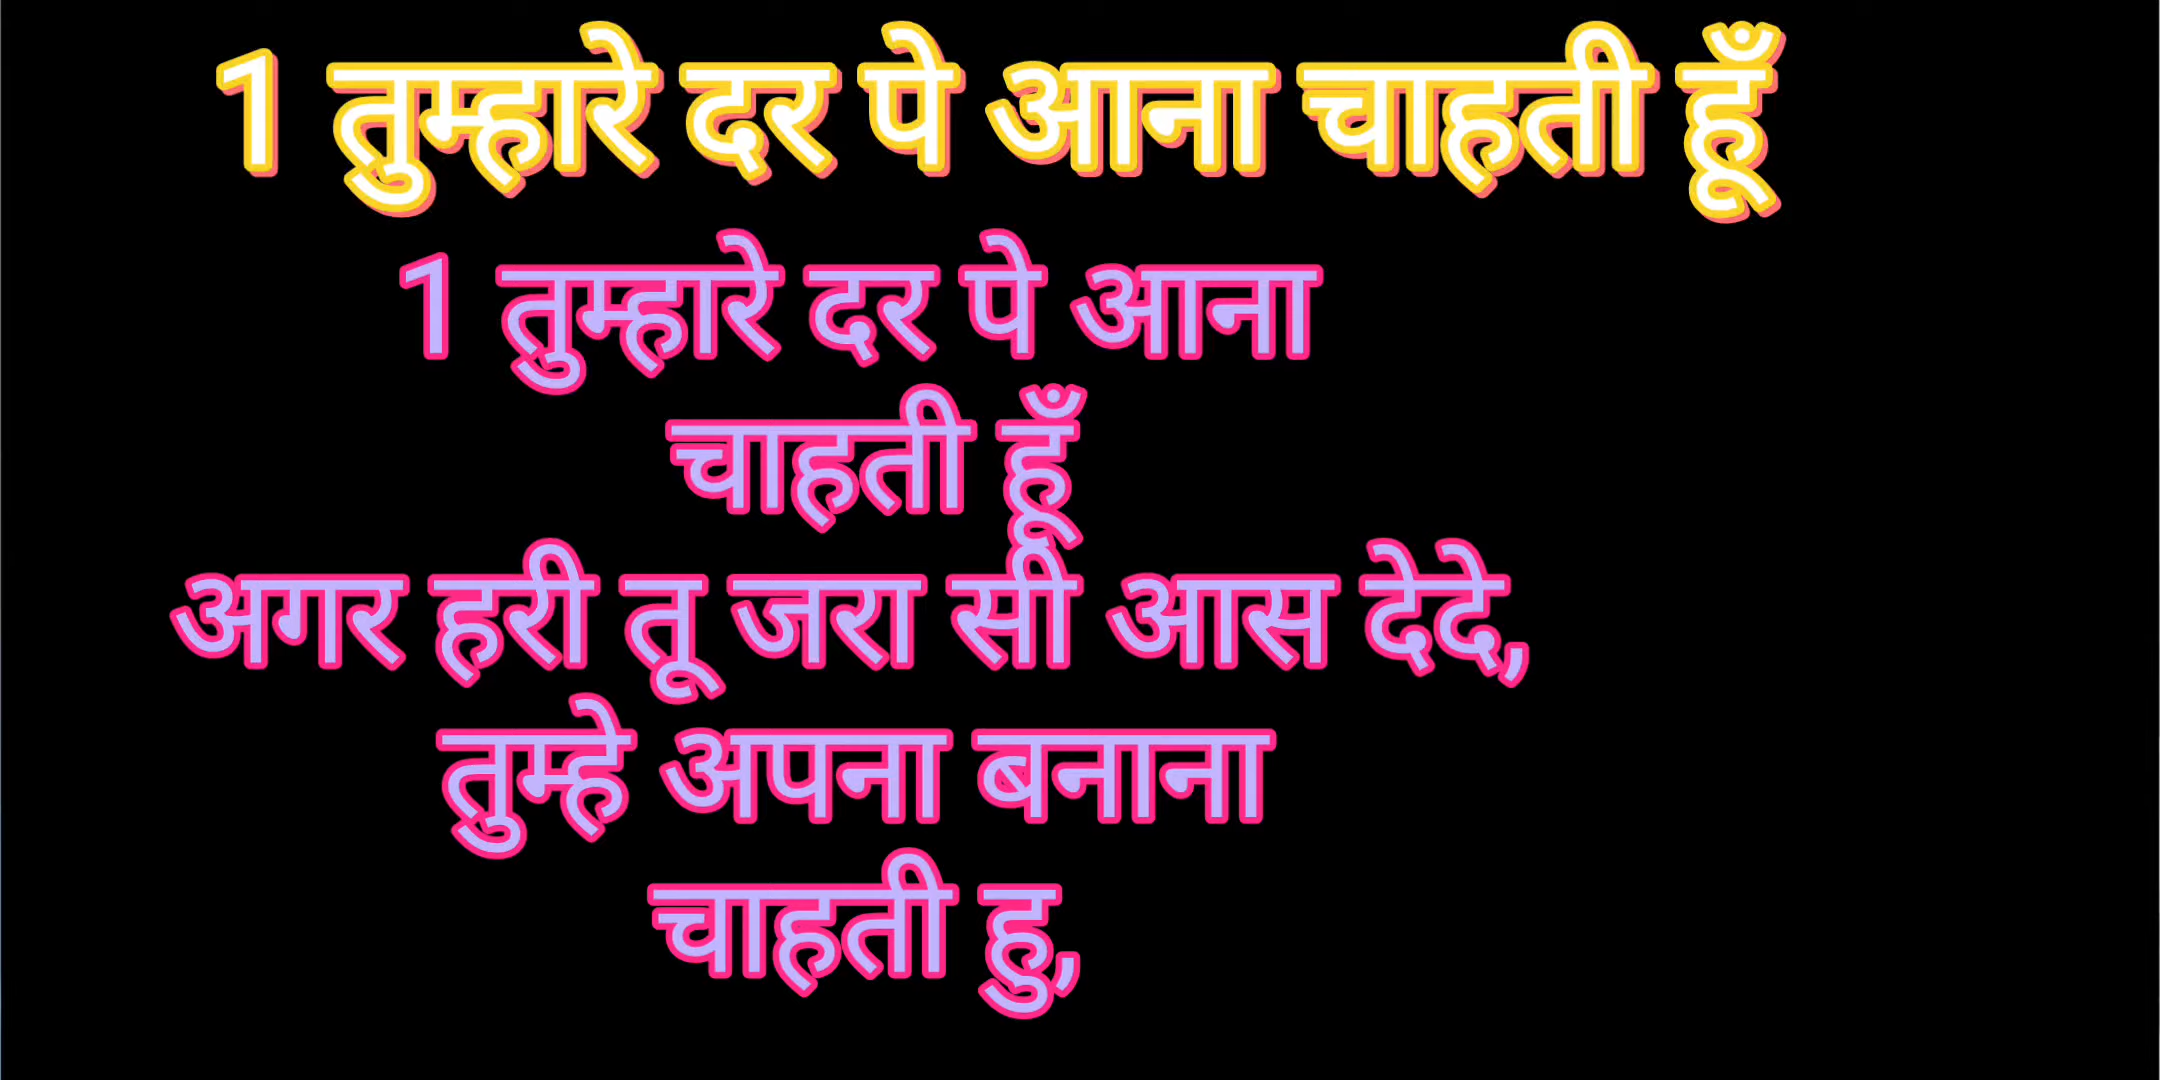 1 तुम्हारे दर पे आना चाहती हूँ
1 तुम्हारे दर पे आना
चाहती हूँ
अगर हरी तू जरा सी आस देदे,
तुम्हे अपना बनाना
चाहती हु,